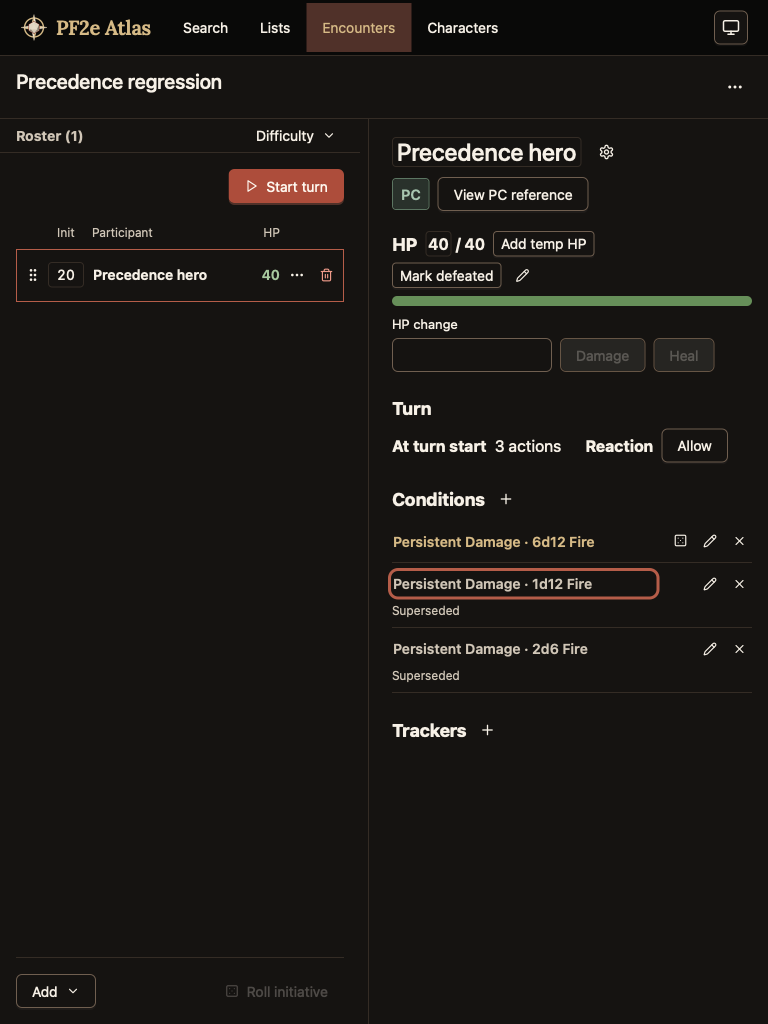 PF2e Atlas Search Lists Encounters Characters
Precedence regression
Roster (1) Difficulty
Start turn
Init Participant HP
20 Precedence hero 40
Add Roll initiative
Precedence hero
PC View PC reference
HP 40 / 40 Add temp HP
Mark defeated
HP change
Damage Heal
Turn
At turn start 3 actions Reaction Allow
Conditions
Persistent Damage · 6d12 Fire
Persistent Damage · 1d12 Fire
Superseded
Persistent Damage · 2d6 Fire
Superseded
Trackers